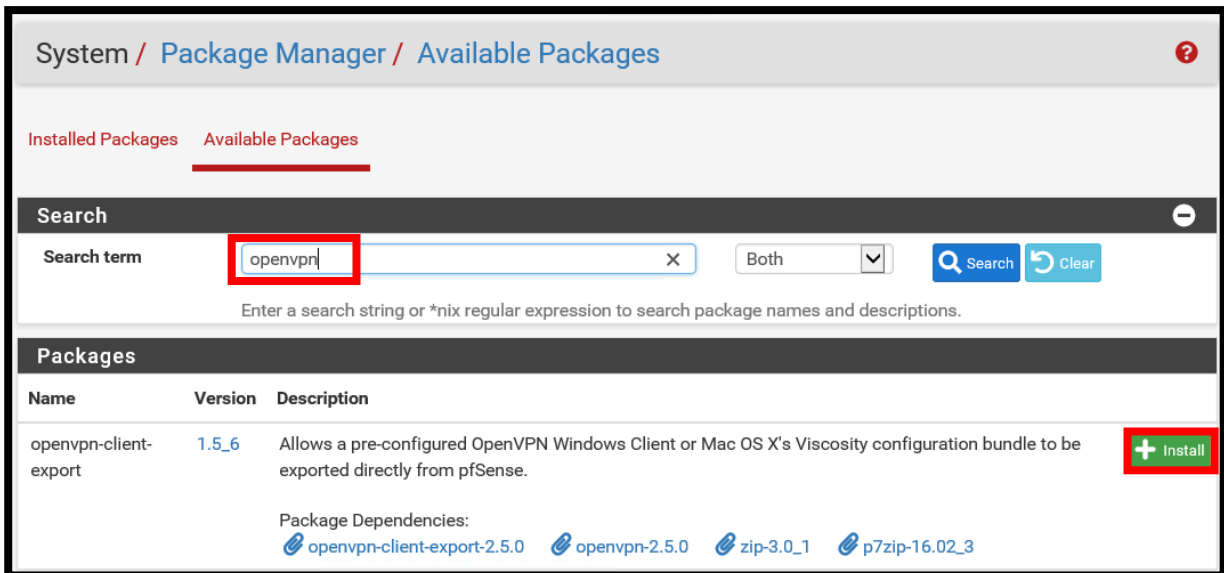 System / Package Manager / Available Packages
Installed Packages Available Packages
Search
Search term openvpn Both Search Clear
Enter a search string or *nix regular expression to search package names and descriptions.
Packages
Name Version Description
openvpn-client- 1.5_6 Allows a pre-configured OpenVPN Windows Client or Mac OS X's Viscosity configuration bundle to be Install
export exported directly from pfSense.
Package Dependencies:
openvpn-client-export-2.5.0 openvpn-2.5.0 zip-3.0_1 p7zip-16.02_3